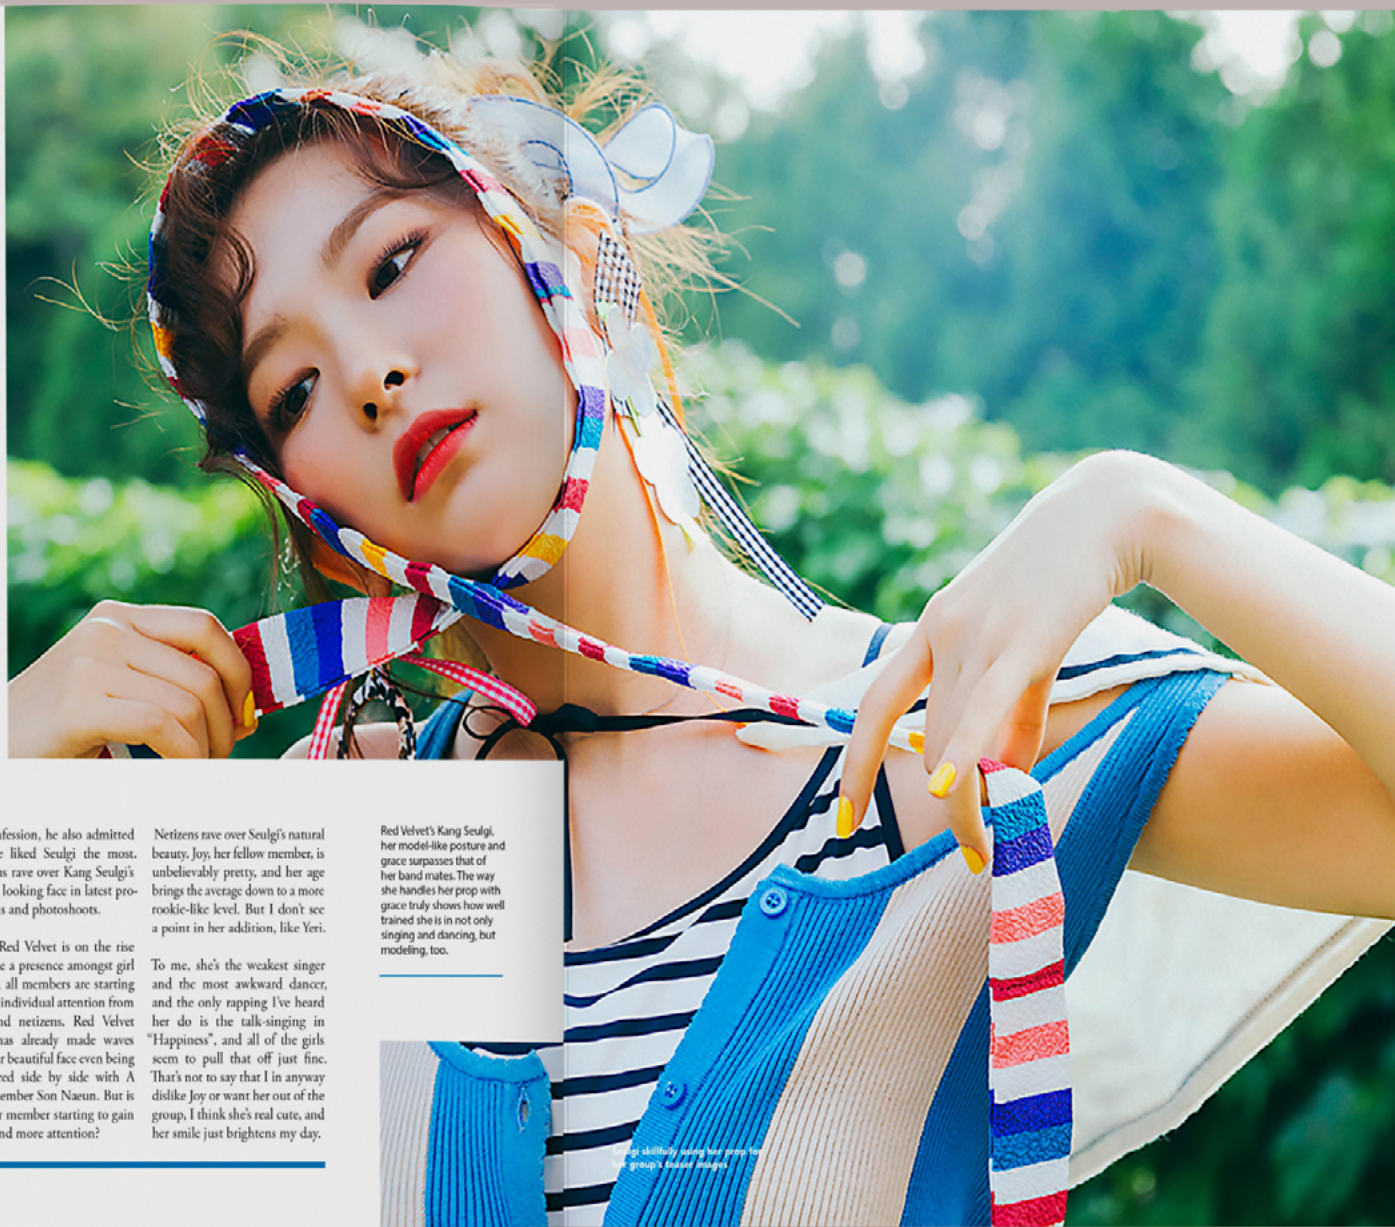 fession, he also admitted
liked Seulgi the most.
rave over Kang Seulgi's
looking face in latest pro-
and photoshoots.
Red Velvet is on the rise
a presence amongst girl
all members are starting
individual attention from
netizens. Red Velvet
has already made waves
beautiful face even being
side by side with A
Son Naeun. But is
member starting to gain
more attention?
Netizens rave over Seulgi's natural
beauty. Joy, her fellow member, is
unbelievably pretty, and her age
brings the average down to a more
rookie-like level. But I don't see
a point in her addition, like Yeri.
To me, she's the weakest singer
and the most awkward dancer,
and the only rapping I've heard
her do is the talk-singing in
"Happiness", and all of the girls
seem to pull that off just fine.
That's not to say that I in anyway
dislike Joy or want her out of the
group, I think she's real cute, and
her smile just brightens my day.
Red Velvet's Kang Seulgi,
her model-like posture and
grace surpasses that of
her band mates. The way
she handles her prop with
grace truly shows how well
trained she is in not only
singing and dancing, but
modeling, too.
Seulgi skillfully using her prop for
her group's teaser images